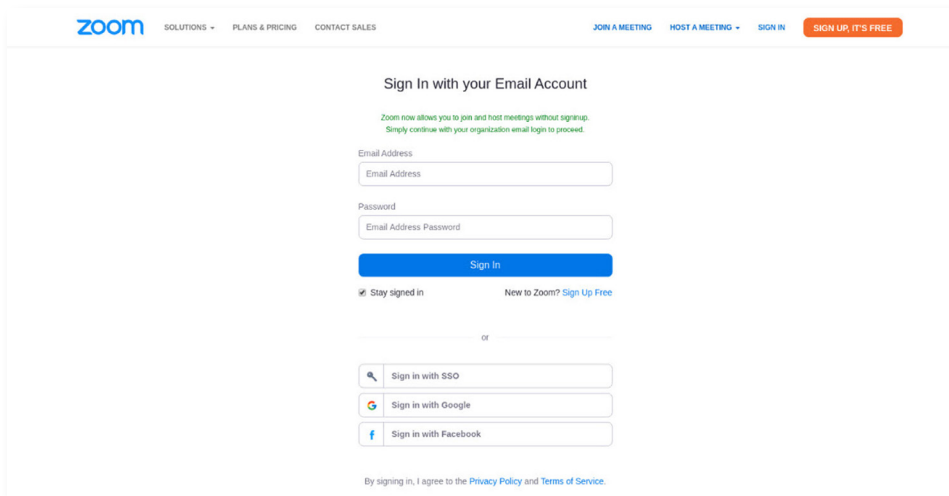 zoom SOLUTIONS PLANS & PRICING CONTACT SALES JOIN A MEETING HOST A MEETING SIGN IN SIGN UP, IT'S FREE
Sign In with your Email Account
Zoom now allows you to join and host meetings without signinup.
Simply continue with your organization email login to proceed.
Email Address
Email Address
Password
Email Address Password
Sign In
Stay signed in New to Zoom? Sign Up Free
or
Sign in with SSO
G Sign in with Google
f Sign in with Facebook
By signing in, I agree to the Privacy Policy and Terms of Service.